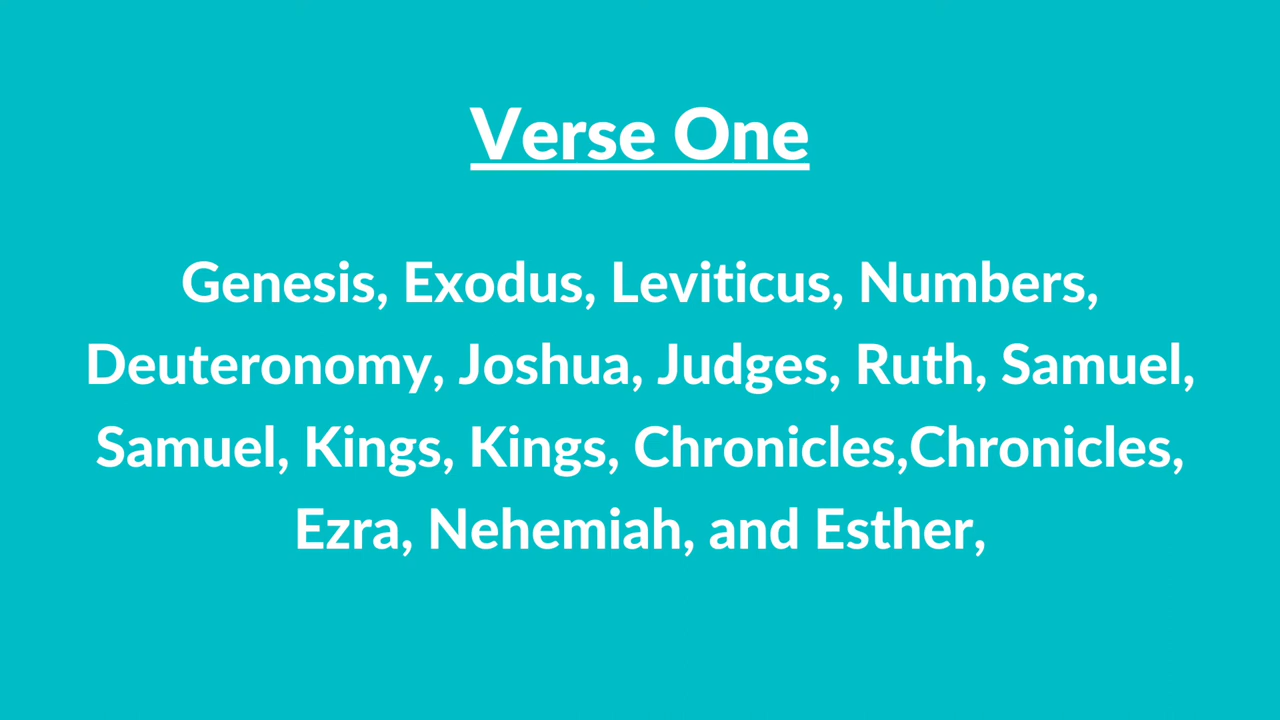 Verse One
Genesis, Exodus, Leviticus, Numbers,
Deuteronomy, Joshua, Judges, Ruth, Samuel,
Samuel, Kings, Kings, Chronicles,Chronicles,
Ezra, Nehemiah, and Esther,